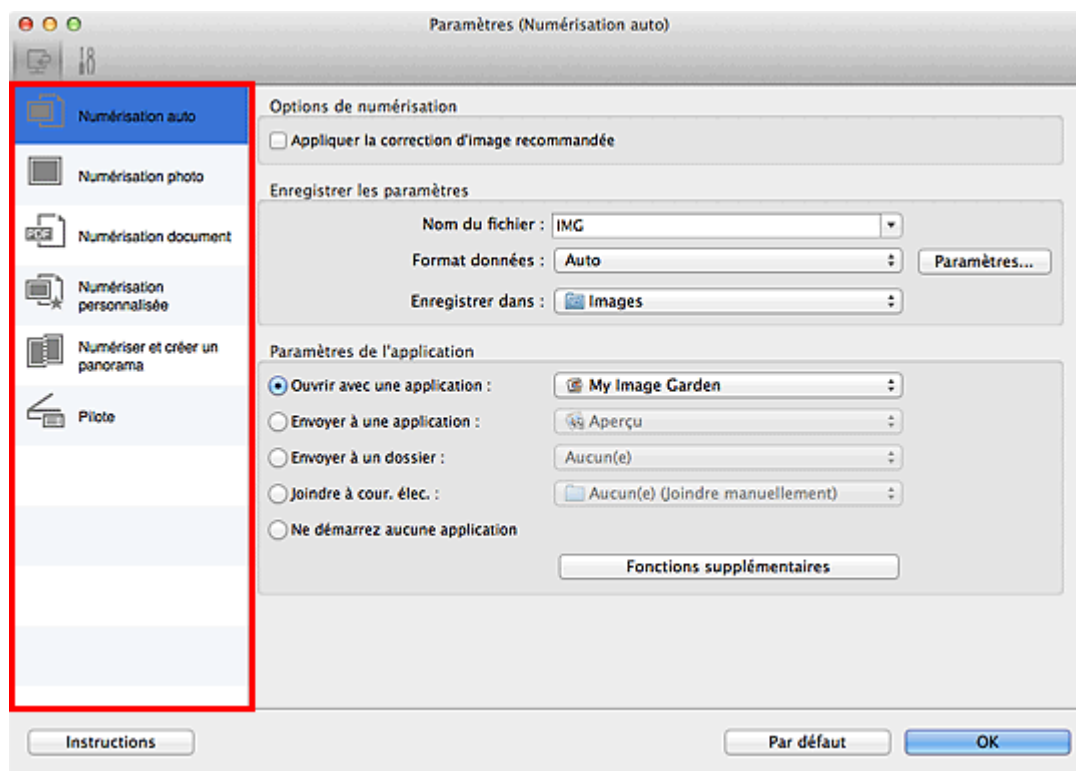 Paramètres (Numérisation auto)
Numérisation auto
Numérisation photo
PDF
Numérisation document
Numérisation
personnalisée
Numériser et créer un
panorama
Pilote
Options de numérisation
Appliquer la correction d'image recommandée
Enregistrer les paramètres
Nom du fichier : IMG
Format données : Auto Paramètres...
Enregistrer dans : Images
Paramètres de l'application
Ouvrir avec une application : My Image Garden
Envoyer à une application : Aperçu
Envoyer à un dossier : Aucun(e)
Joindre à cour. élec. : Aucun(e) (Joindre manuellement)
Ne démarrez aucune application
Fonctions supplémentaires
Instructions Par défaut OK